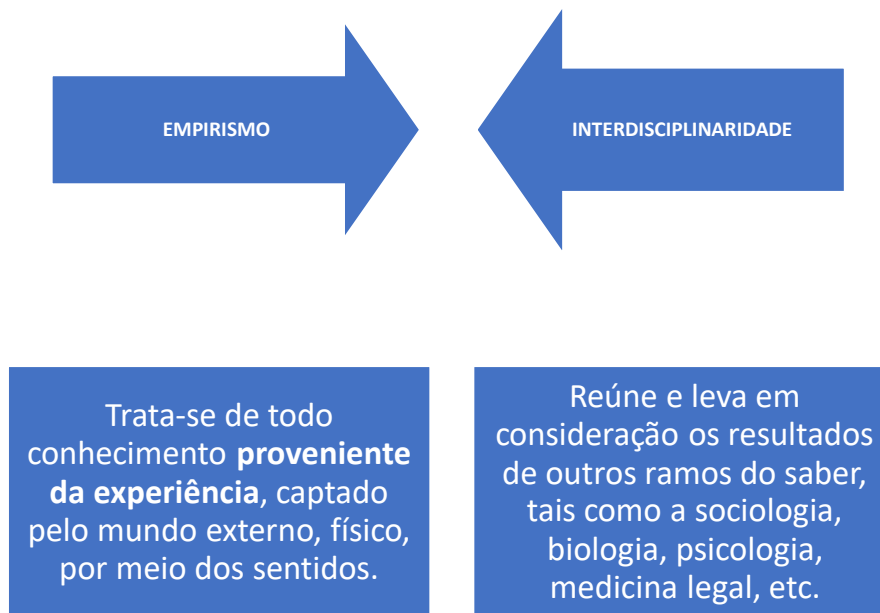 EMPIRISMO
INTERDISCIPLINARIDADE
Trata-se de todo
conhecimento proveniente
da experiência, captado
pelo mundo externo, físico,
por meio dos sentidos.
Reúne e leva em
consideração os resultados
de outros ramos do saber,
tais como a sociologia,
biologia, psicologia,
medicina legal, etc.